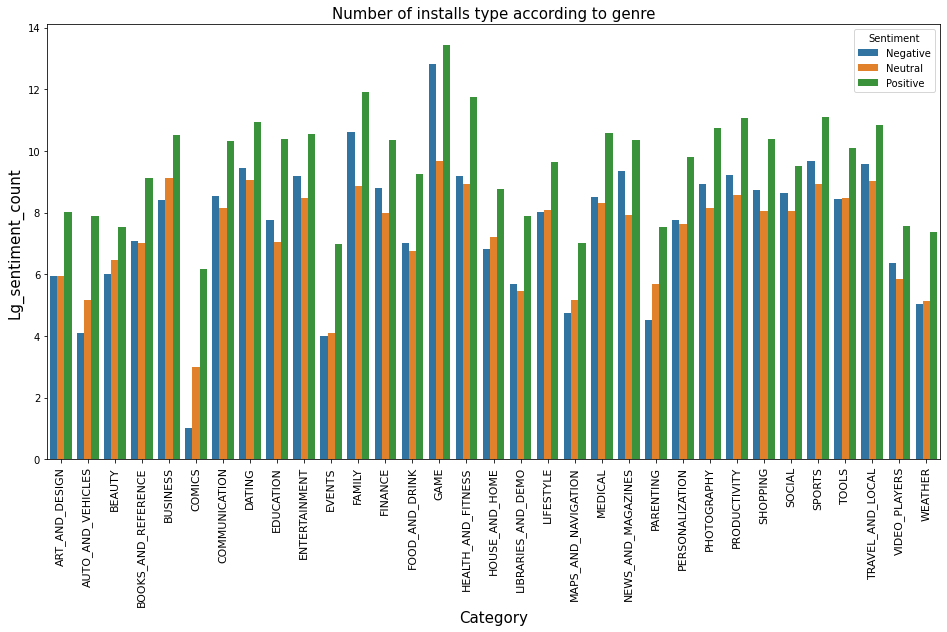 Number of installs type according to genre
14
12
10
8
6
4
2
0
Lg_sentiment_count
Sentiment
Negative
Neutral
Positive
ART_AND_DESIGN
AUTO_AND_VEHICLES
BEAUTY
BOOKS_AND_REFERENCE
BUSINESS
COMICS
COMMUNICATION
DATING
EDUCATION
ENTERTAINMENT
EVENTS
FAMILY
FINANCE
FOOD_AND_DRINK
GAME
HEALTH_AND_FITNESS
HOUSE_AND_HOME
LIBRARIES_AND_DEMO
LIFESTYLE
MAPS_AND_NAVIGATION
MEDICAL
NEWS_AND_MAGAZINES
PARENTING
PERSONALIZATION
PHOTOGRAPHY
PRODUCTIVITY
SHOPPING
SOCIAL
SPORTS
TOOLS
TRAVEL_AND_LOCAL
VIDEO_PLAYERS
WEATHER
Category